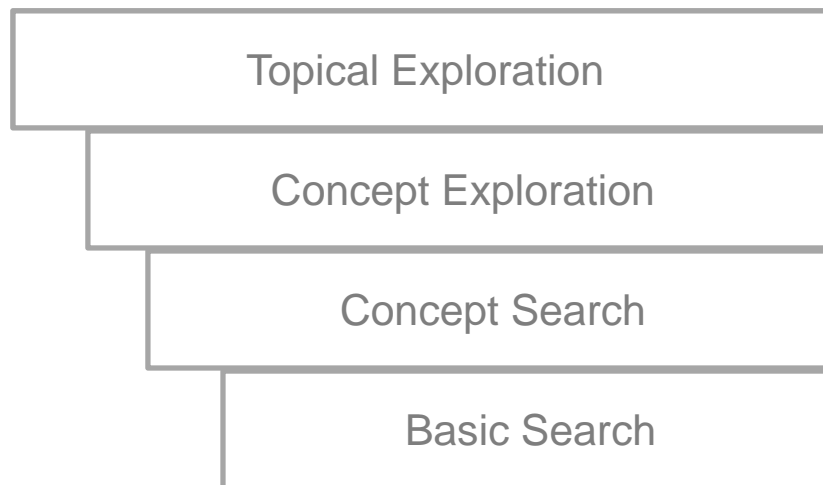 Topical Exploration
Concept Exploration
Concept Search
Basic Search